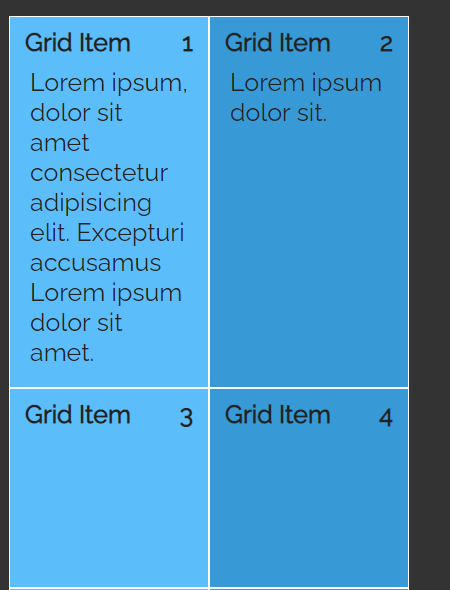 Grid Item 1
Lorem ipsum,
dolor sit
amet
consectetur
adipisicing
elit. Excepturi
accusamus
Lorem ipsum
dolor sit
amet.
Grid Item 2
Lorem ipsum
dolor sit.
Grid Item 3
Grid Item 4